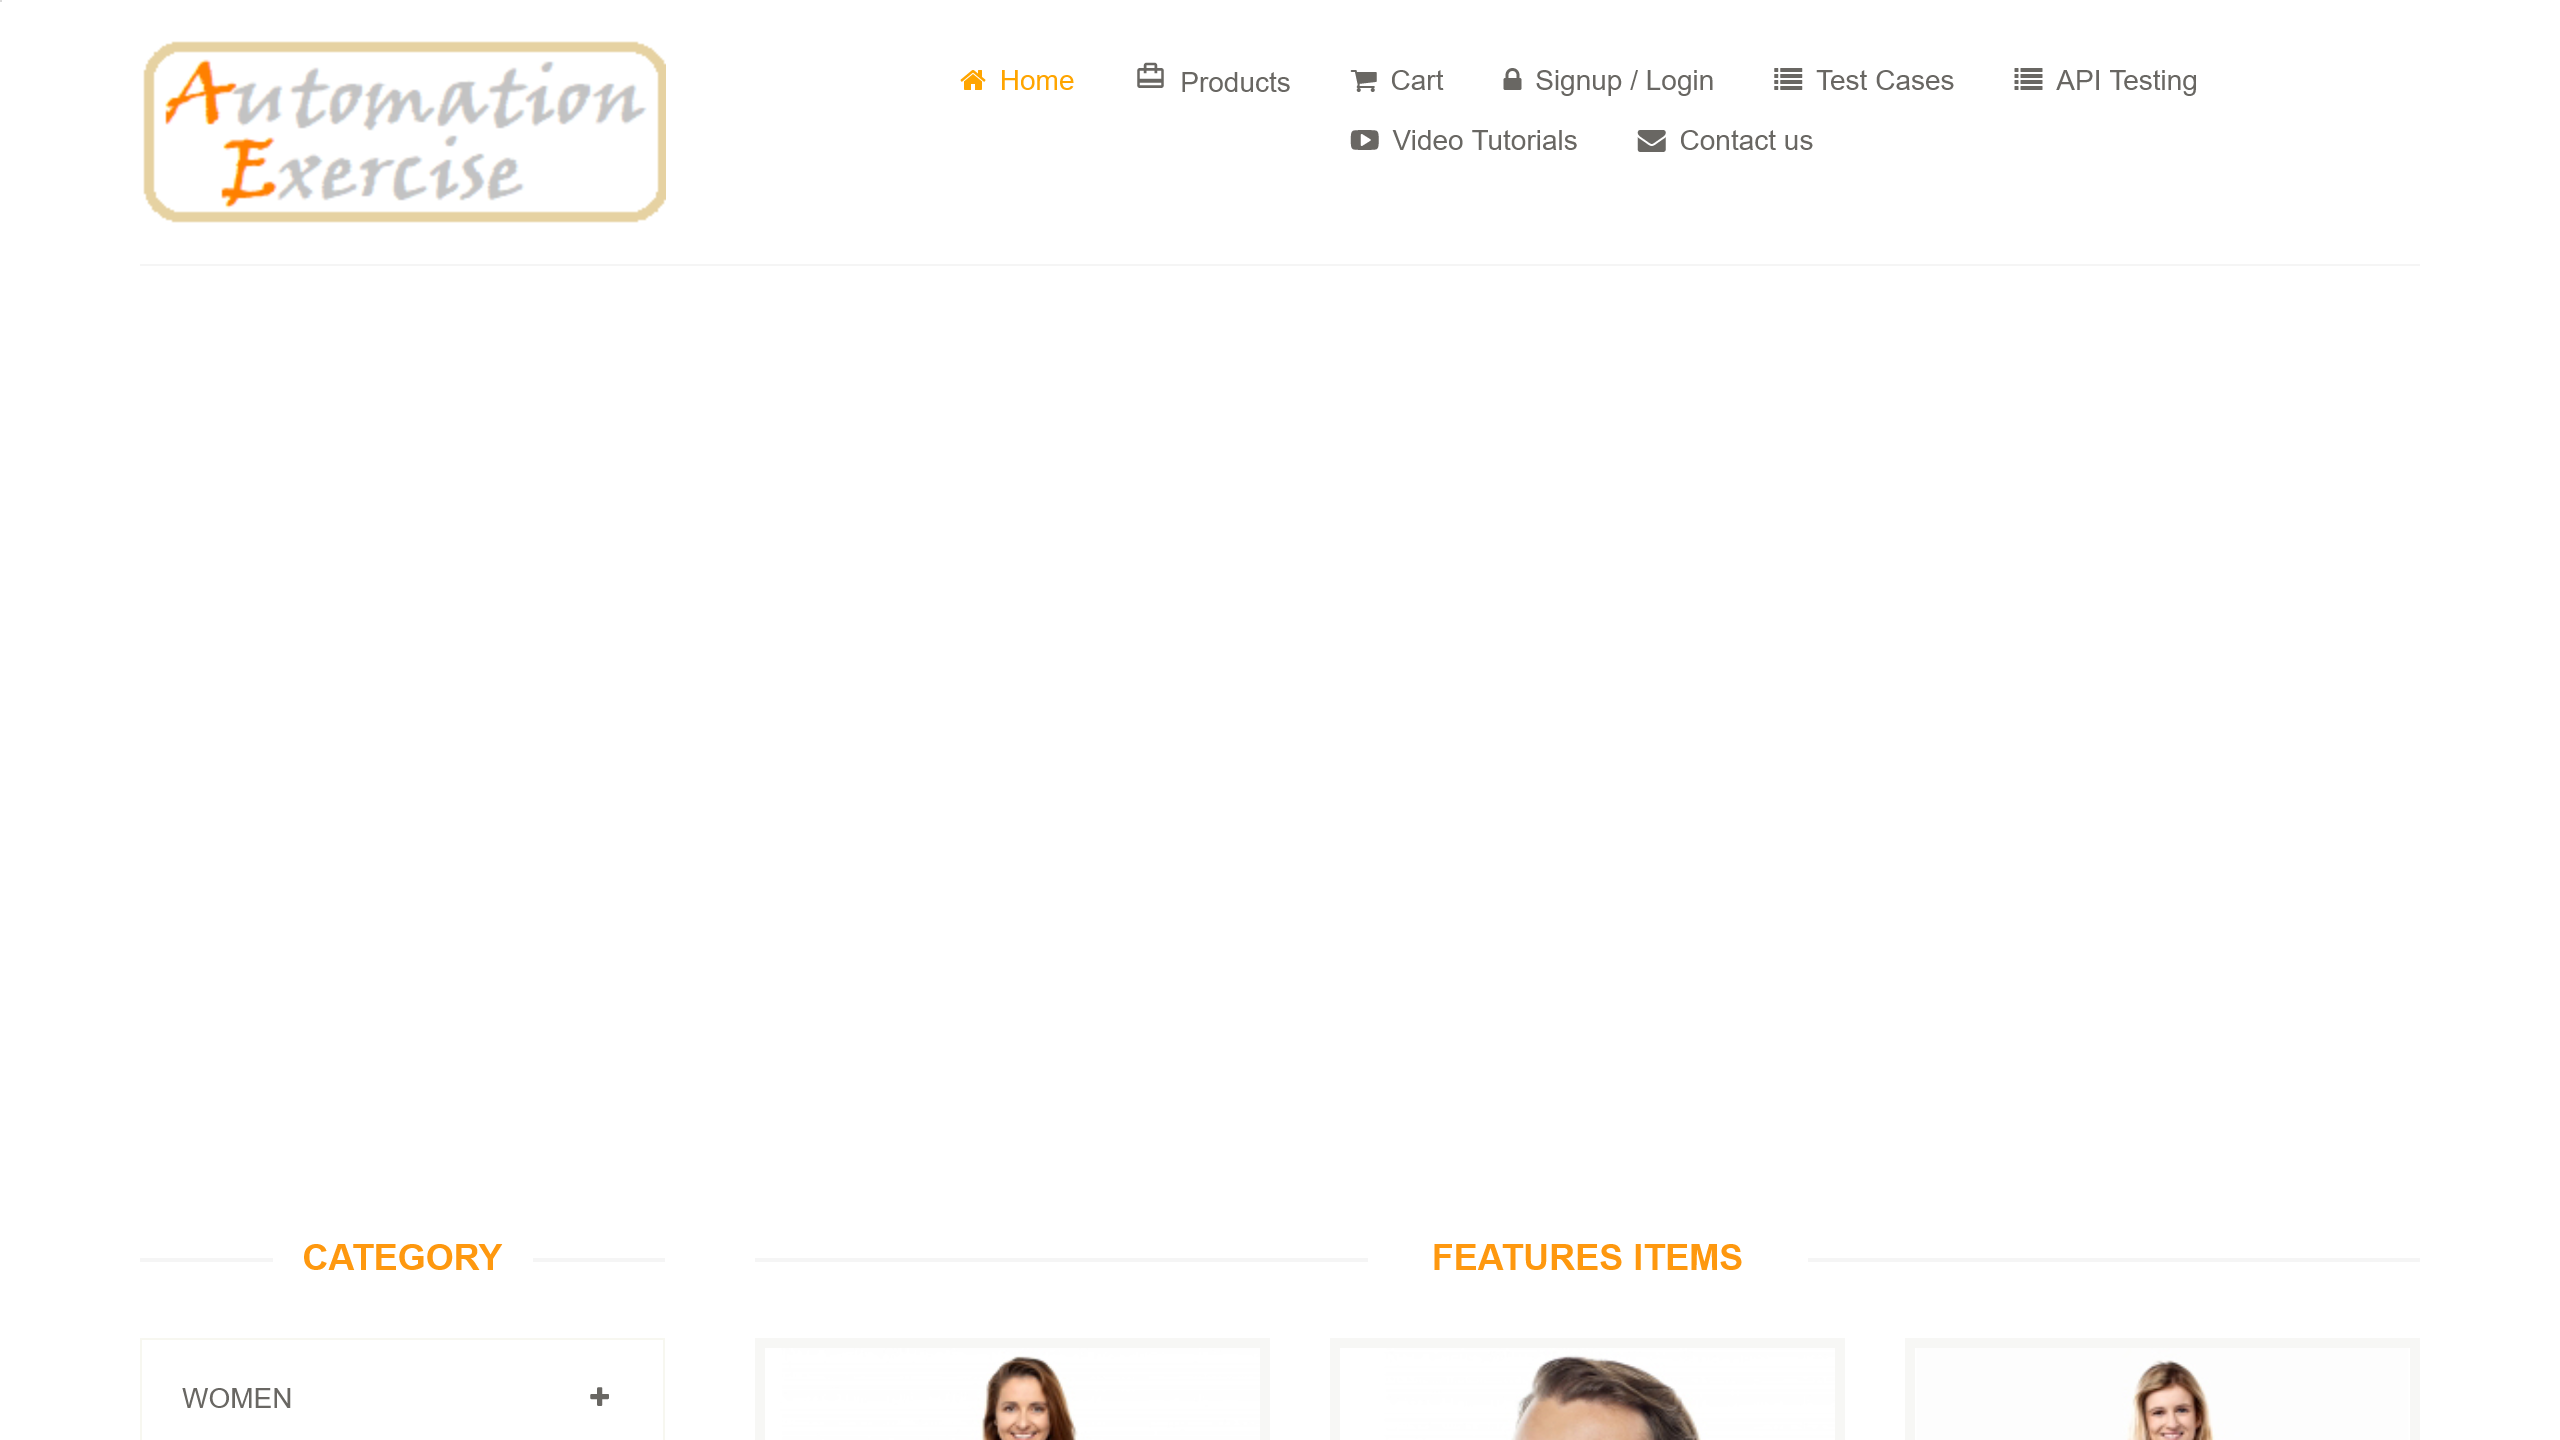 Automation
Exercise
Home
Products
Cart
Signup / Login
Test Cases
API Testing
Video Tutorials
Contact us
CATEGORY
FEATURES ITEMS
WOMEN